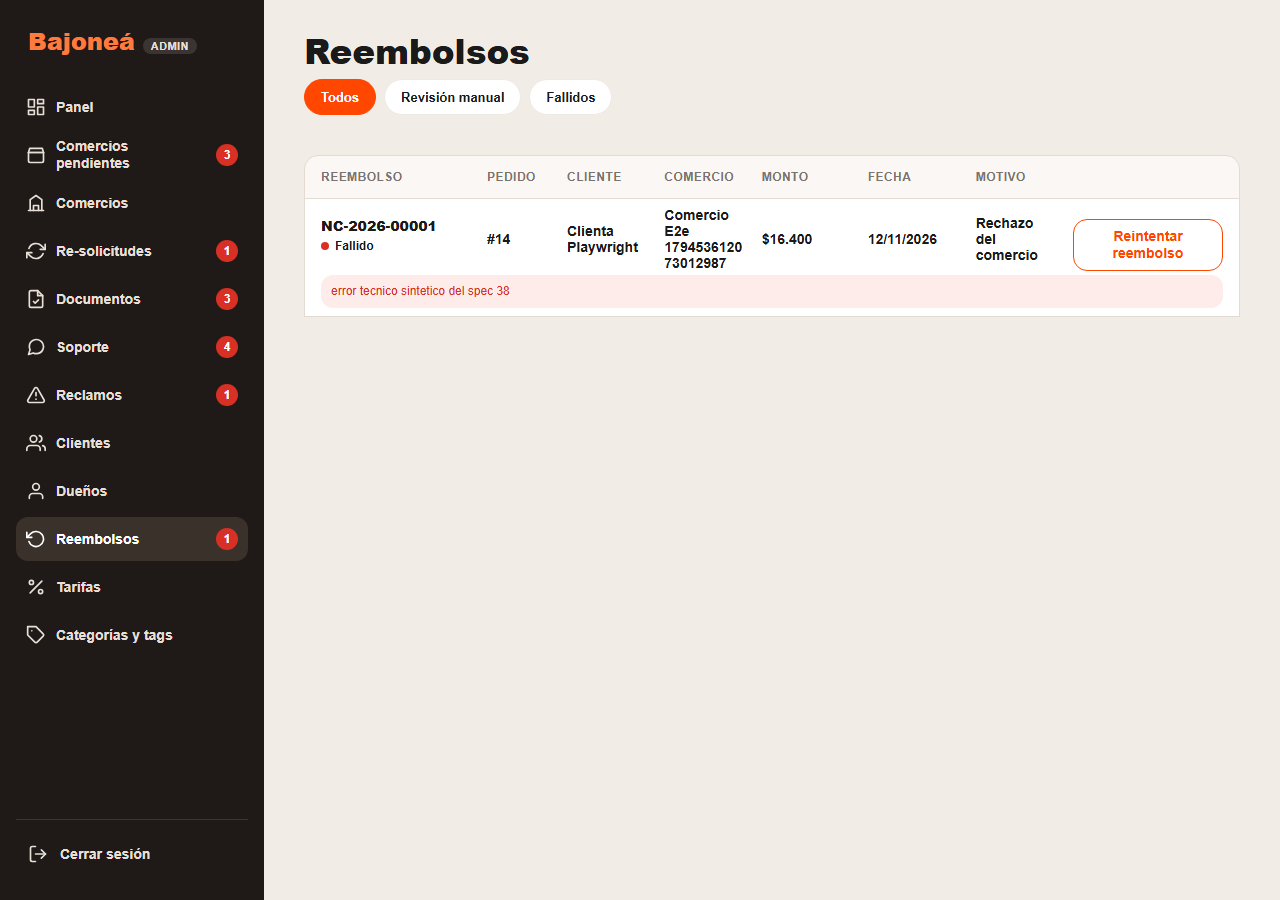 Bajoneá ADMIN
Panel
Comercios
pendientes
3
Comercios
Re-solicitudes 1
Documentos 3
Soporte 4
Reclamos 1
Clientes
Dueños
Reembolsos 1
Tarifas
Categorías y tags
Cerrar sesión
Reembolsos
Todos Revisión manual Fallidos
REEMBOLSO PEDIDO CLIENTE COMERCIO MONTO FECHA MOTIVO
NC-2026-00001
Fallido
#14
Clienta
Playwright
Comercio
E2e
1794536120
73012987
$16.400
12/11/2026
Rechazo
del
comercio
Reintentar
reembolso
error tecnico sintetico del spec 38